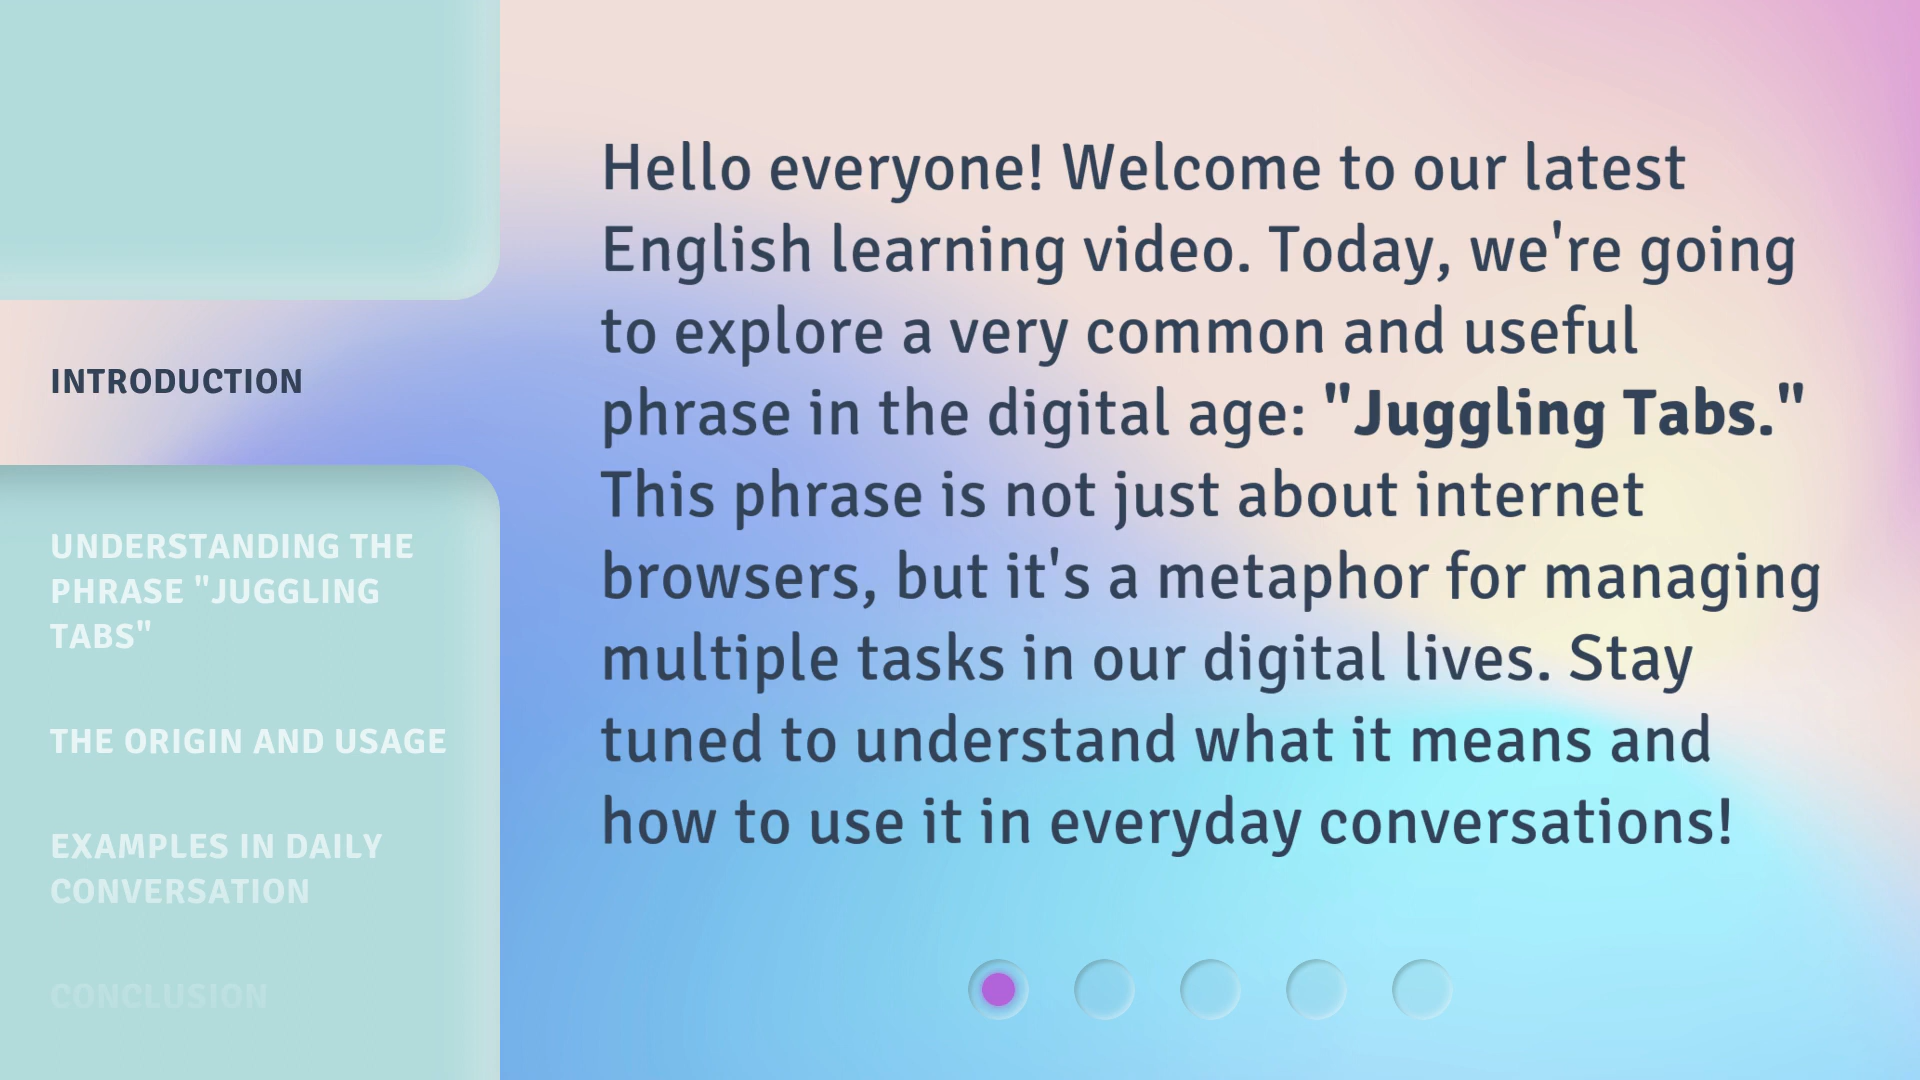 INTRODUCTION
UNDERSTANDING THE
PHRASE "JUGGLING
TABS"
THE ORIGIN AND USAGE
EXAMPLES IN DAILY
CONVERSATION
CONCLUSION
Hello everyone! Welcome to our latest
English learning video. Today, we're going
to explore a very common and useful
phrase in the digital age: "Juggling Tabs."
This phrase is not just about internet
browsers, but it's a metaphor for managing
multiple tasks in our digital lives. Stay
tuned to understand what it means and
how to use it in everyday conversations!